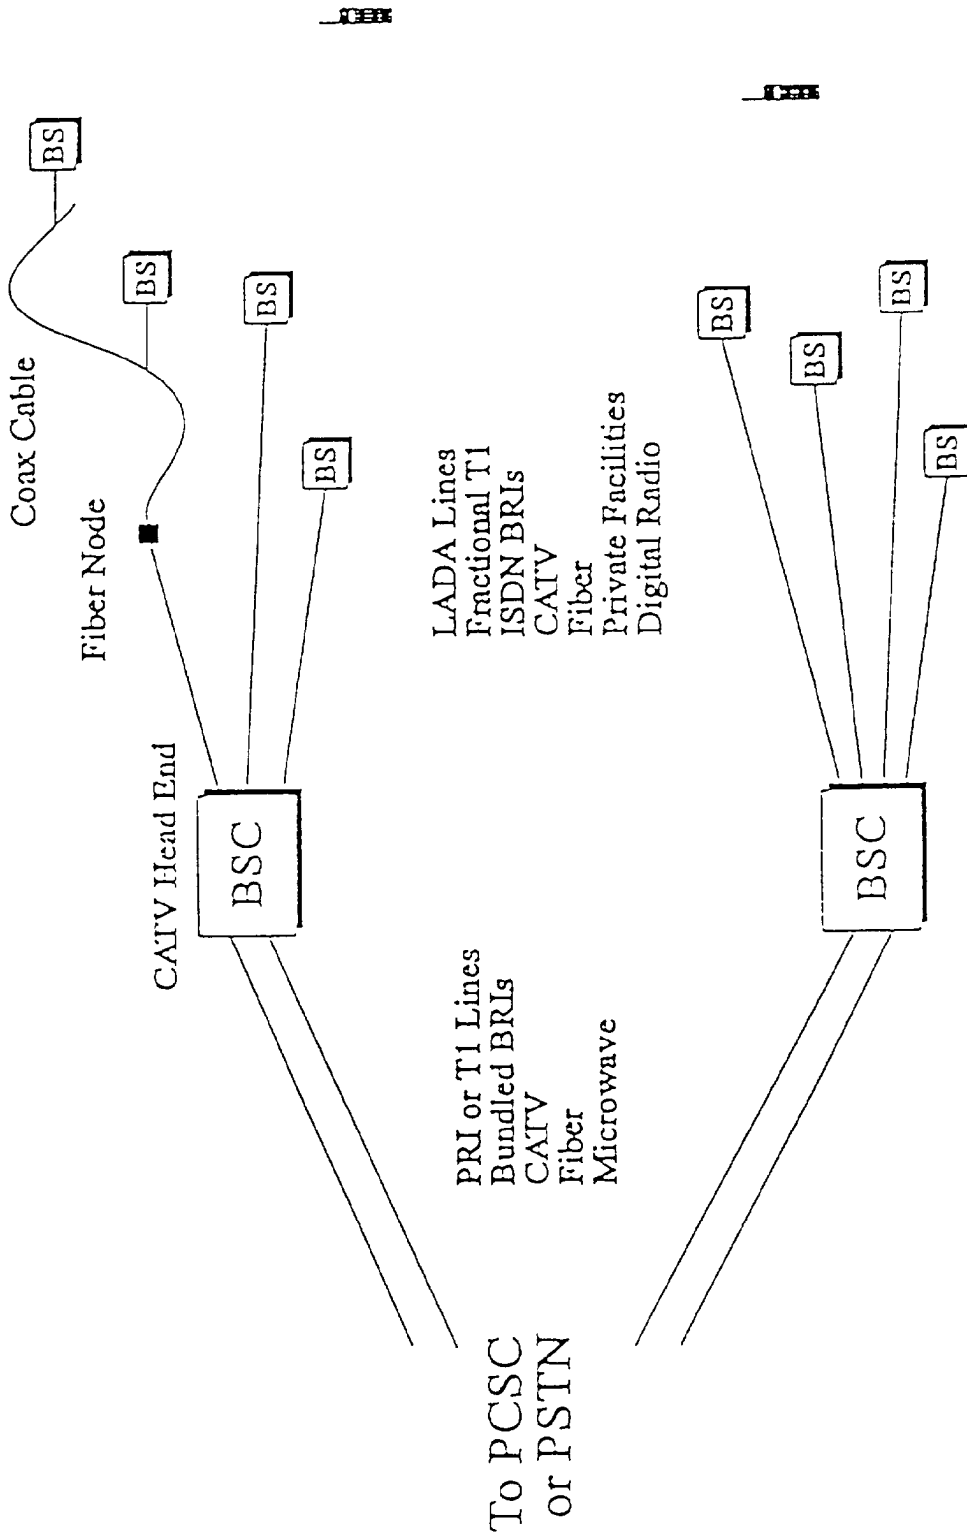 Coax Cable
Fiber Node
CATV Head End
BS
BS
BS
BS
BSC
PRI or T1 Lines
Bundled BRIs
CATV
Fiber
Microwave
LADA Lines
Fractional T1
ISDN BRIs
CATV
Fiber
Private Facilities
Digital Radio
To PCSC
or PSTN
BS
BS
BS
BS
BSC